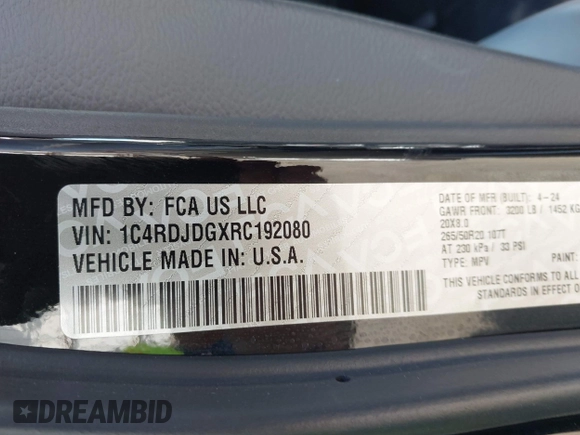 MFD BY: FCA US LLC
VIN: 1C4RDJDGXRC192080
VEHICLE MADE IN: U.S.A.
DATE OF MFR (BUILT): 4-24
GAWR FRONT: 3200 LB / 1452 KG
20X8.0
265/50R20 107T
AT 230 kPa / 33 PSI
TYPE: MPV PAINT:
THIS VEHICLE CONFORMS TO ALL
STANDARDS IN EFFECT O
DREAMBID